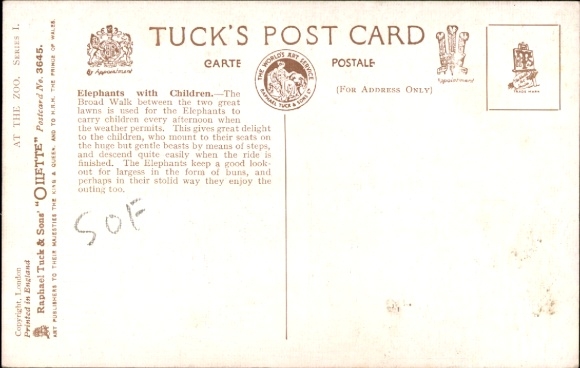 TUCK'S POST CARD
CARTE POSTALE
By Appointment
THE WORLD'S ART SERVICE
RAPHAEL TUCK & SONS LTD
(FOR ADDRESS ONLY)
Appointment
TRADE MARK
Elephants with Children.—The
Broad Walk between the two great
lawns is used for the Elephants to
carry children every afternoon when
the weather permits. This gives great delight
to the children, who mount to their seats on
the huge but gentle beasts by means of steps,
and descend quite easily when the ride is
finished. The Elephants keep a good look-
out for largess in the form of buns, and
perhaps in their stolid way they enjoy the
outing too.
AT THE ZOO. SERIES I.
Copyright, London
Printed in England
Raphael Tuck & Sons' "OILETTE" Postcard No. 3645.
ART PUBLISHERS TO THEIR MAJESTIES THE KING & QUEEN, AND TO H.R.H. THE PRINCE OF WALES.